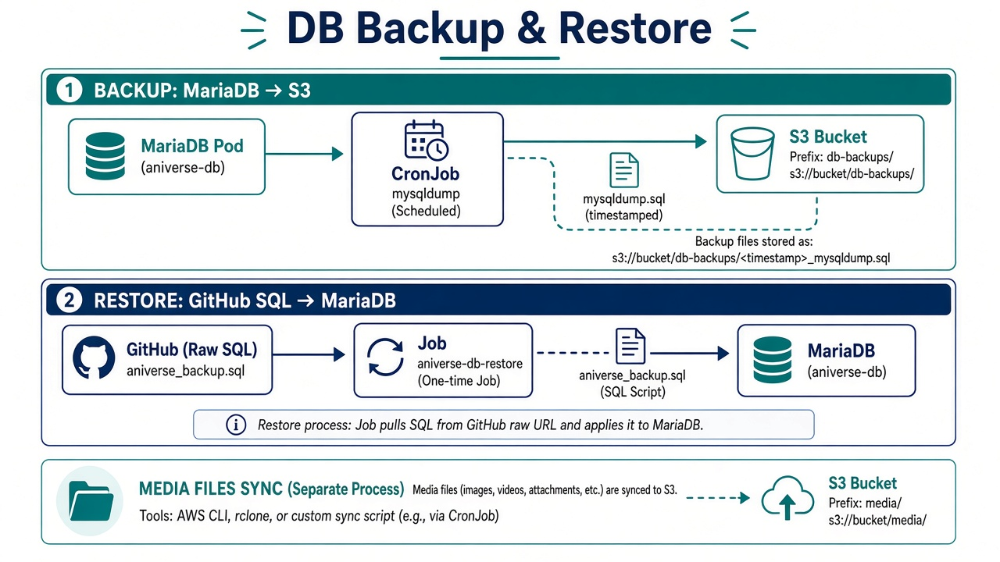 DB Backup & Restore
1 BACKUP: MariaDB → S3
MariaDB Pod
(aniverse-db)
CronJob
mysqldump
(Scheduled)
mysqldump.sql
(timestamped)
S3 Bucket
Prefix: db-backups/
s3://bucket/db-backups/
Backup files stored as:
s3://bucket/db-backups/<timestamp>_mysqldump.sql
2 RESTORE: GitHub SQL → MariaDB
GitHub (Raw SQL)
aniverse_backup.sql
Job
aniverse-db-restore
(One-time Job)
aniverse_backup.sql
(SQL Script)
MariaDB
(aniverse-db)
i Restore process: Job pulls SQL from GitHub raw URL and applies it to MariaDB.
MEDIA FILES SYNC (Separate Process) Media files (images, videos, attachments, etc.) are synced to S3.
Tools: AWS CLI, rclone, or custom sync script (e.g., via CronJob)
S3 Bucket
Prefix: media/
s3://bucket/media/